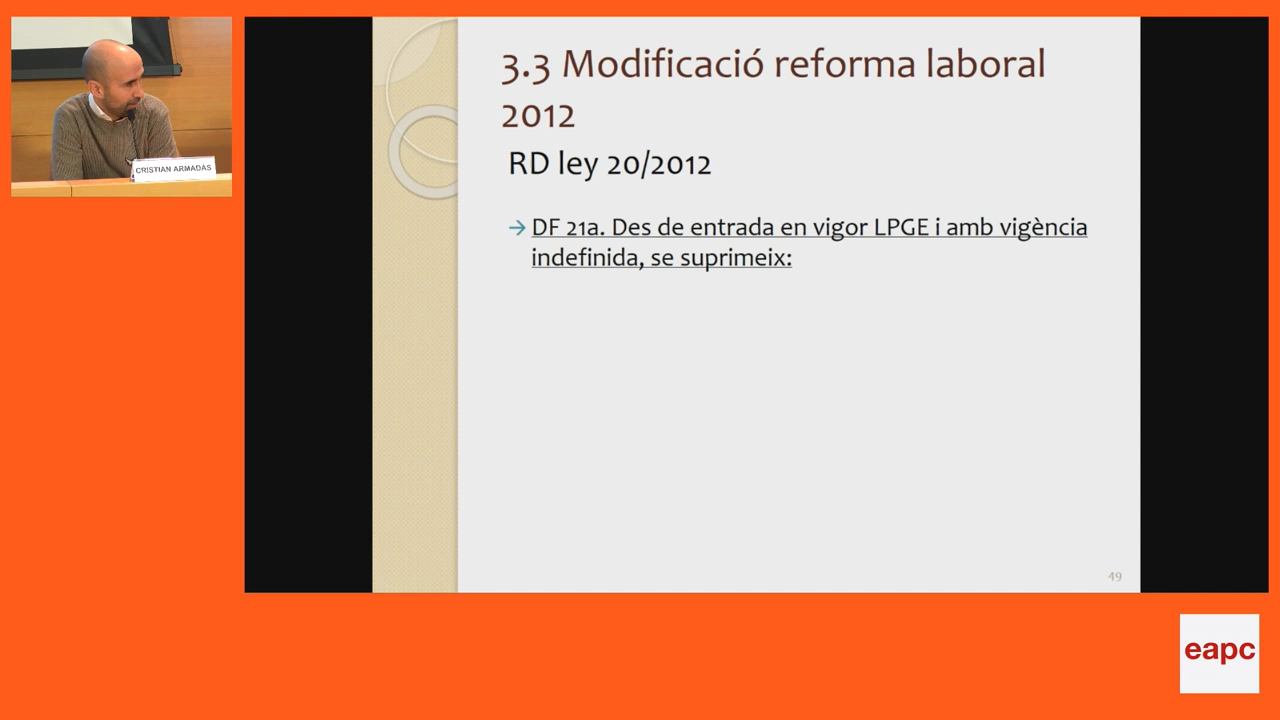 CRISTIAN ARMADÀS
3.3 Modificació reforma laboral
2012
RD ley 20/2012
→ DF 21a. Des de entrada en vigor LPGE i amb vigència
indefinida, se suprimeix:
49
eapc